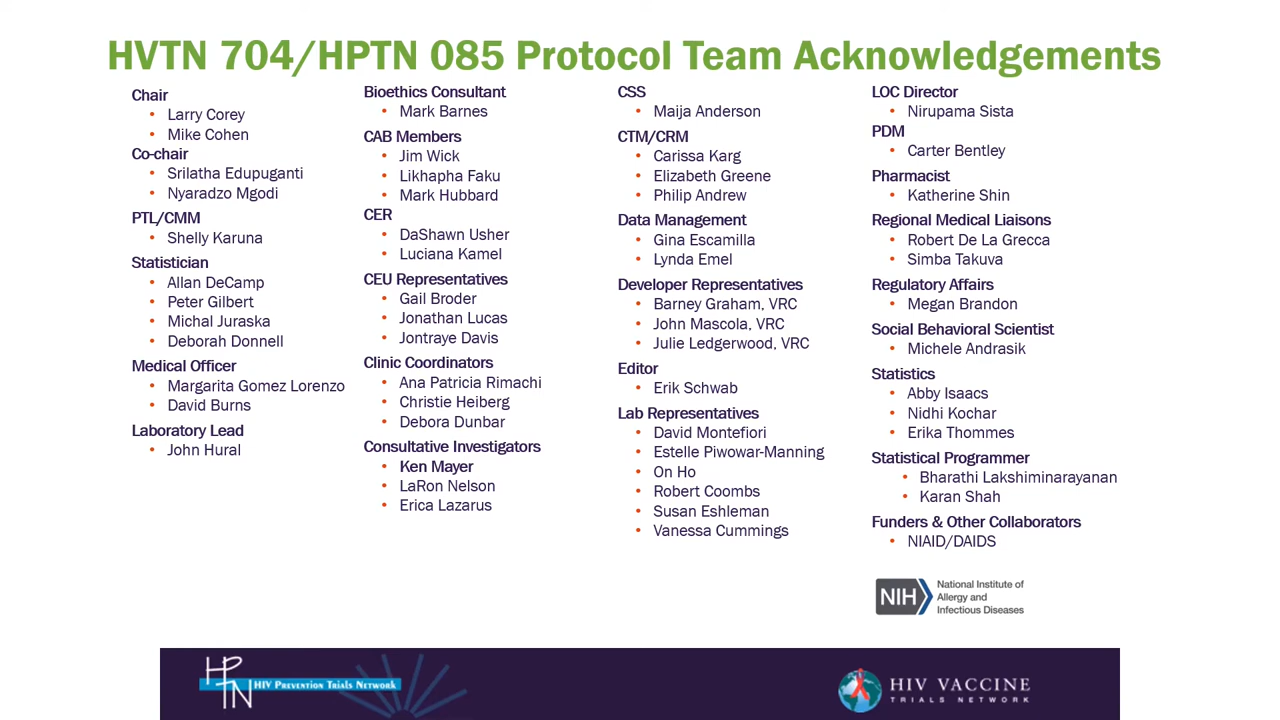 HVTN 704/HPTN 085 Protocol Team Acknowledgements
Chair
• Larry Corey
• Mike Cohen
Co-chair
• Srilatha Edupuganti
• Nyaradzo Mgodi
PTL/CMM
• Shelly Karuna
Statistician
• Allan DeCamp
• Peter Gilbert
• Michal Juraska
• Deborah Donnell
Medical Officer
• Margarita Gomez Lorenzo
• David Burns
Laboratory Lead
• John Hural
Bioethics Consultant
• Mark Barnes
CAB Members
• Jim Wick
• Likhapha Faku
• Mark Hubbard
CER
• DaShawn Usher
• Luciana Kamel
CEU Representatives
• Gail Broder
• Jonathan Lucas
• Jontraye Davis
Clinic Coordinators
• Ana Patricia Rimachi
• Christie Heiberg
• Debora Dunbar
Consultative Investigators
• Ken Mayer
• LaRon Nelson
• Erica Lazarus
CSS
• Maija Anderson
CTM/CRM
• Carissa Karg
• Elizabeth Greene
• Philip Andrew
Data Management
• Gina Escamilla
• Lynda Emel
Developer Representatives
• Barney Graham, VRC
• John Mascola, VRC
• Julie Ledgerwood, VRC
Editor
• Erik Schwab
Lab Representatives
• David Montefiori
• Estelle Piwowar-Manning
• On Ho
• Robert Coombs
• Susan Eshleman
• Vanessa Cummings
LOC Director
• Nirupama Sista
PDM
• Carter Bentley
Pharmacist
• Katherine Shin
Regional Medical Liaisons
• Robert De La Grecca
• Simba Takuva
Regulatory Affairs
• Megan Brandon
Social Behavioral Scientist
• Michele Andrasik
Statistics
• Abby Isaacs
• Nidhi Kochar
• Erika Thommes
Statistical Programmer
• Bharathi Lakshiminarayanan
• Karan Shah
Funders & Other Collaborators
• NIAID/DAIDS
NIH
National Institute of
Allergy and
Infectious Diseases
HPTN
HIV PREVENTION TRIALS NETWORK
HIV VACCINE
TRIALS NETWORK